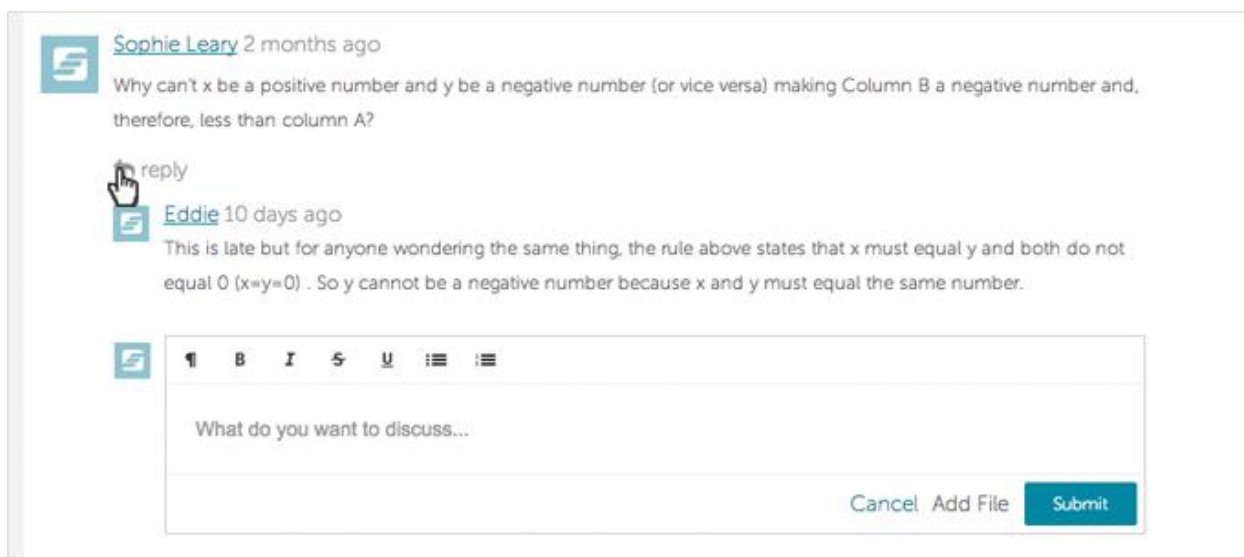 Sophie Leary 2 months ago
Why can't x be a positive number and y be a negative number (or vice versa) making Column B a negative number and,
therefore, less than column A?
reply
Eddie 10 days ago
This is late but for anyone wondering the same thing, the rule above states that x must equal y and both do not
equal 0 (x=y=0) . So y cannot be a negative number because x and y must equal the same number.
¶ B I S U
What do you want to discuss...
Cancel Add File Submit